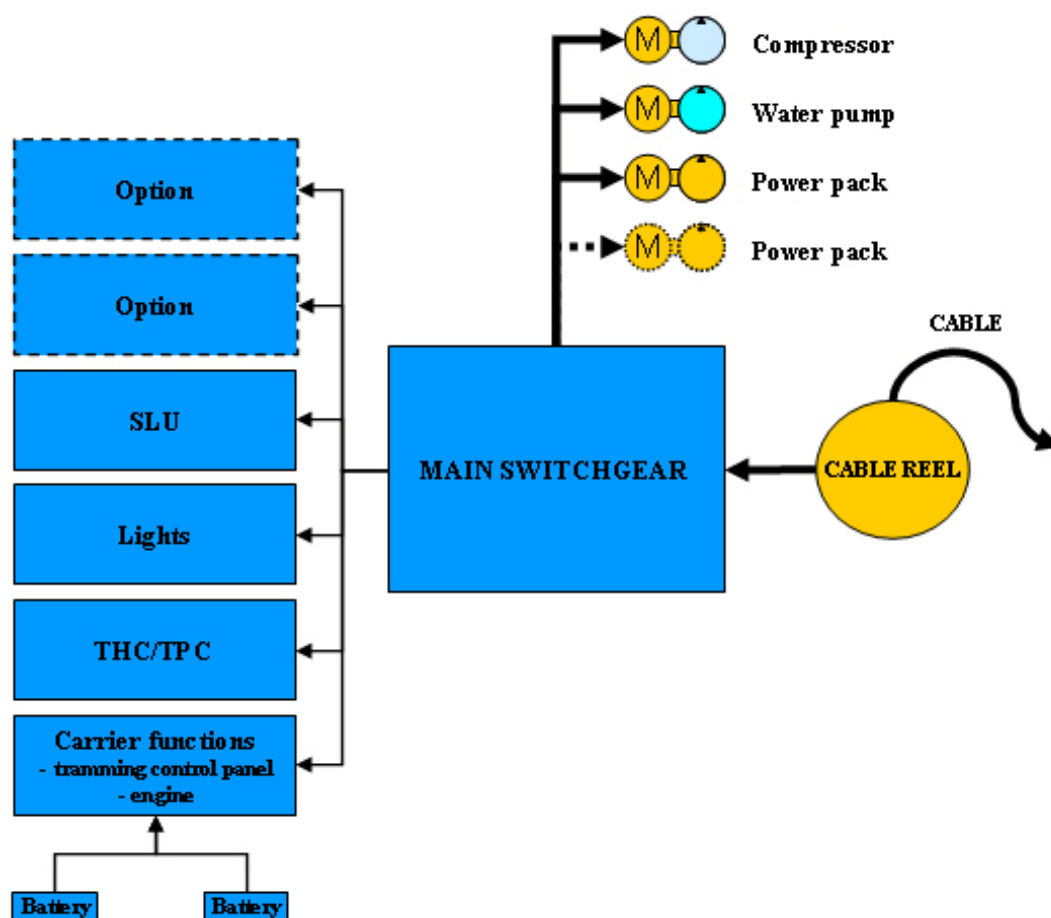 M Compressor
M Water pump
M Power pack
M Power pack
Option
Option
SLU
Lights
THC/TPC
Carrier functions
- tramming control panel
- engine
Battery Battery
MAIN SWITCHGEAR
CABLE
CABLE REEL